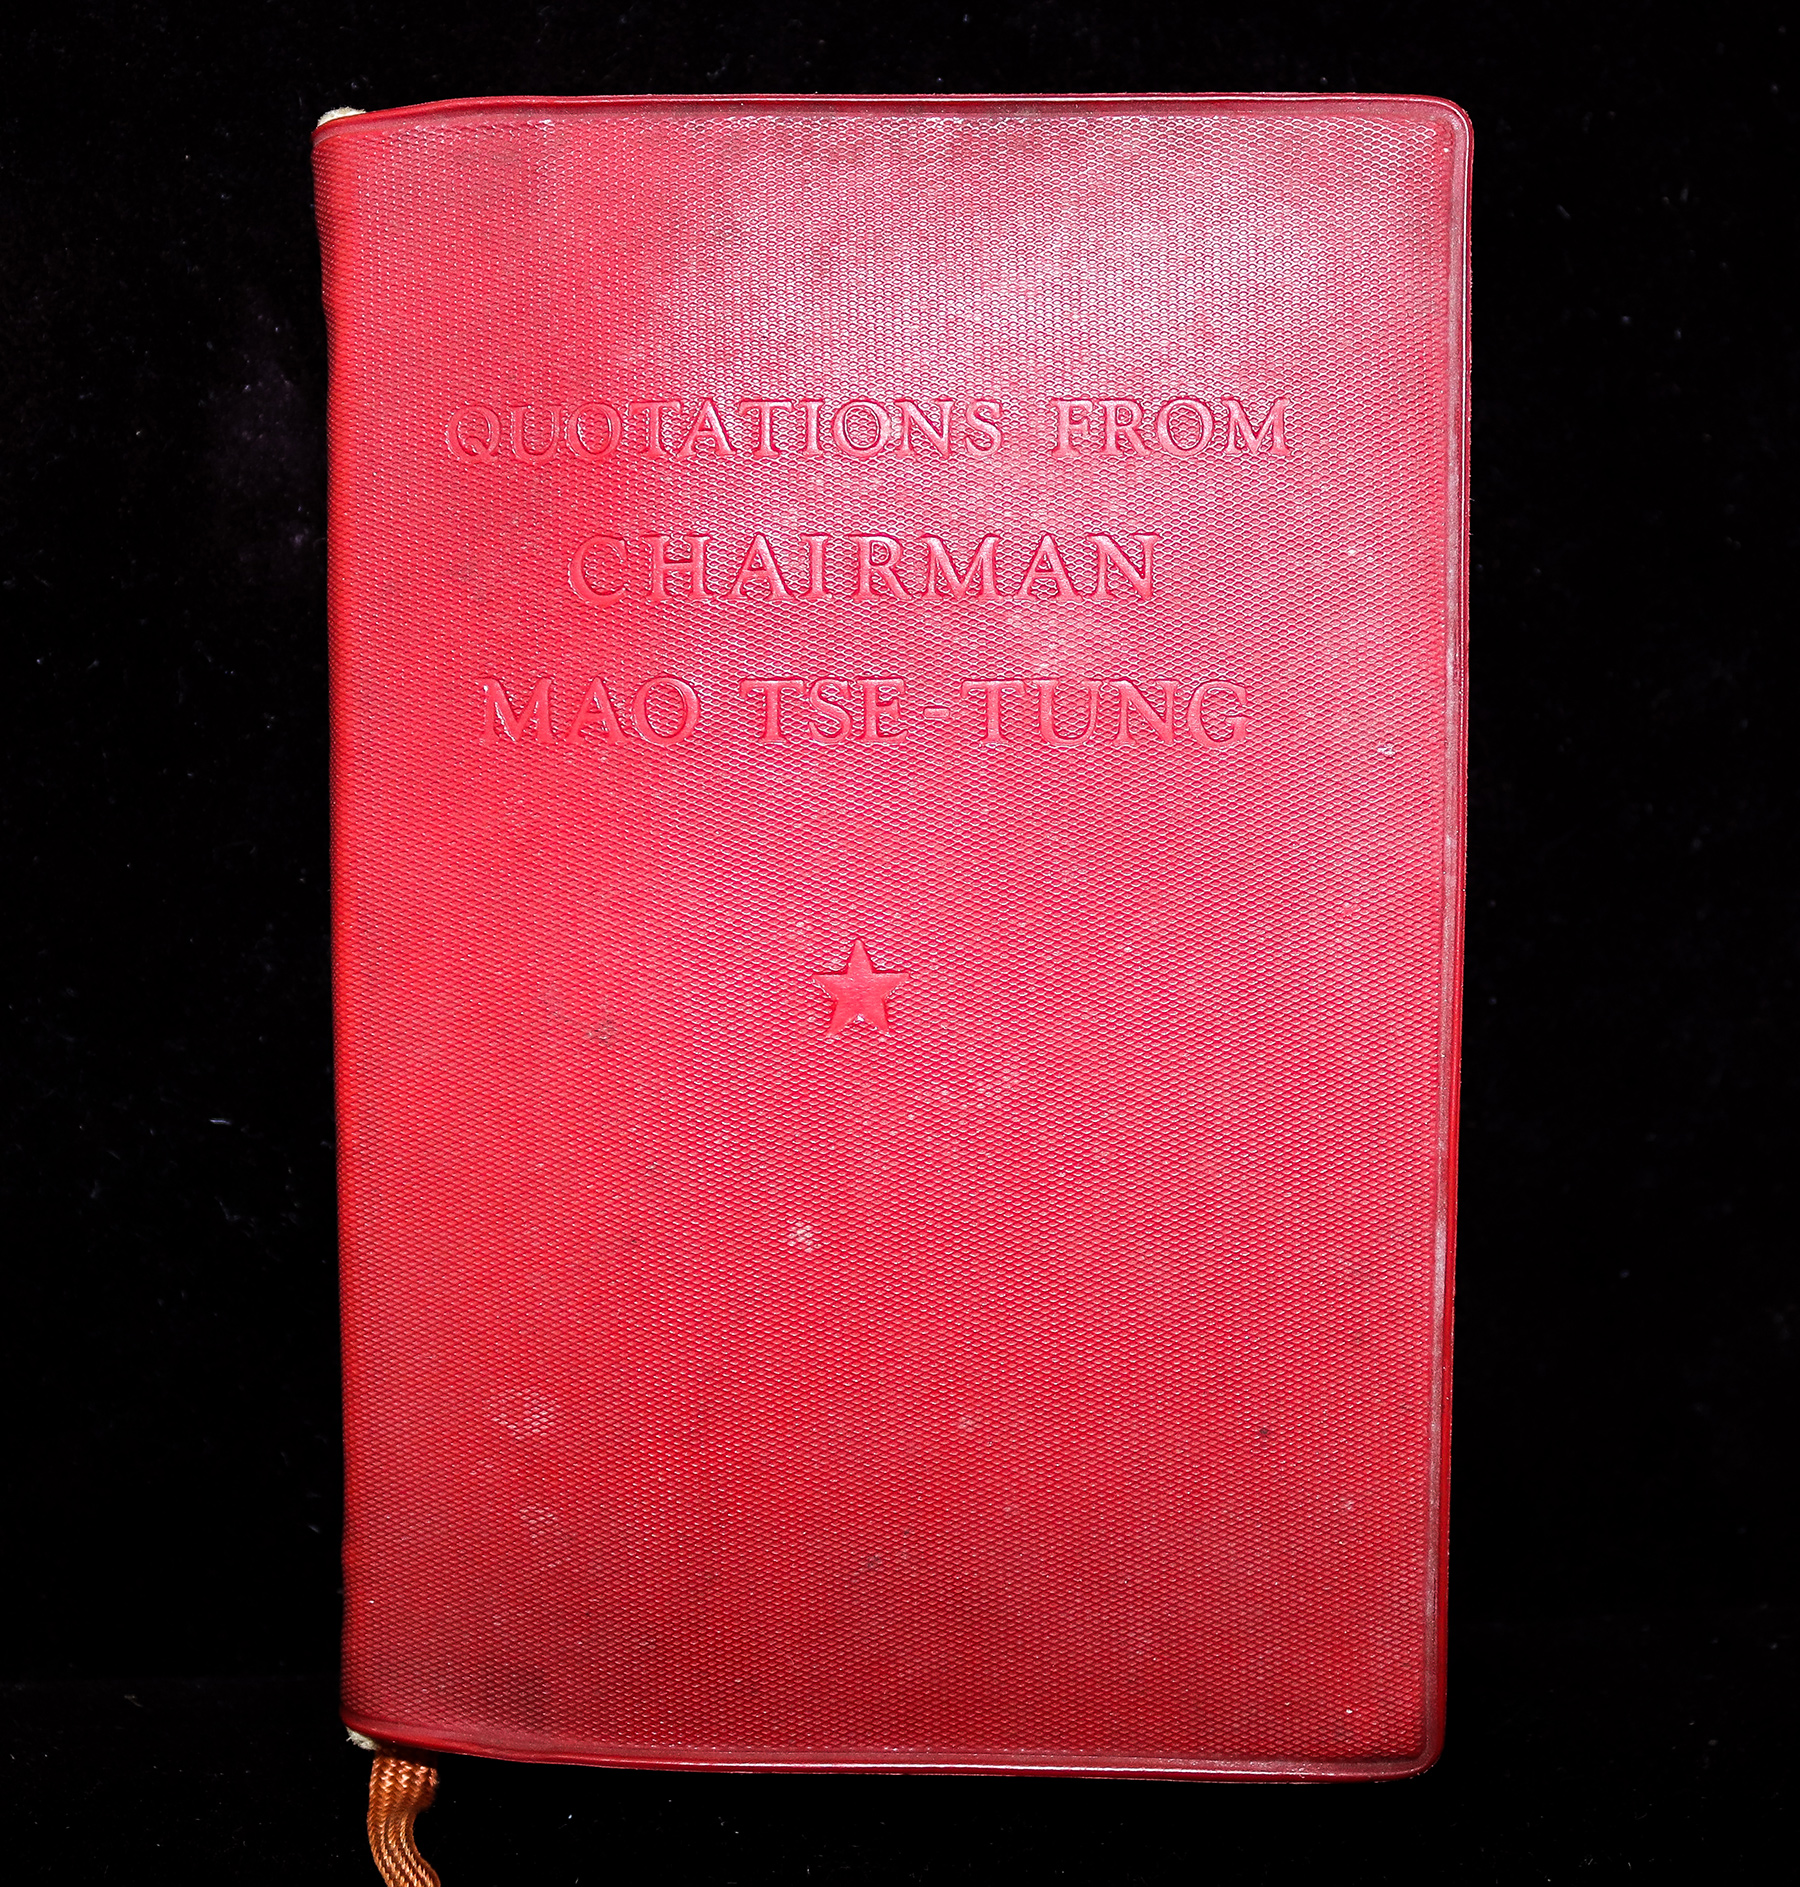 QUOTATIONS FROM
CHAIRMAN
MAO TSE-TUNG